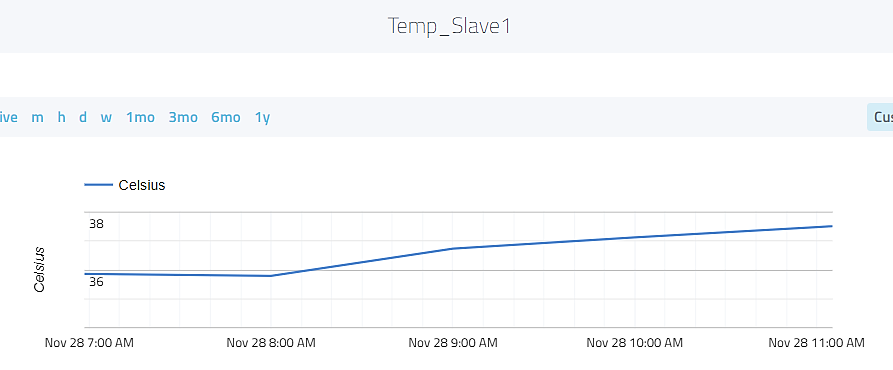 Temp_Slave1
ive m h d w 1mo 3mo 6mo 1y Cus
Celsius
38
Celsius
36
Nov 28 7:00 AM Nov 28 8:00 AM Nov 28 9:00 AM Nov 28 10:00 AM Nov 28 11:00 AM